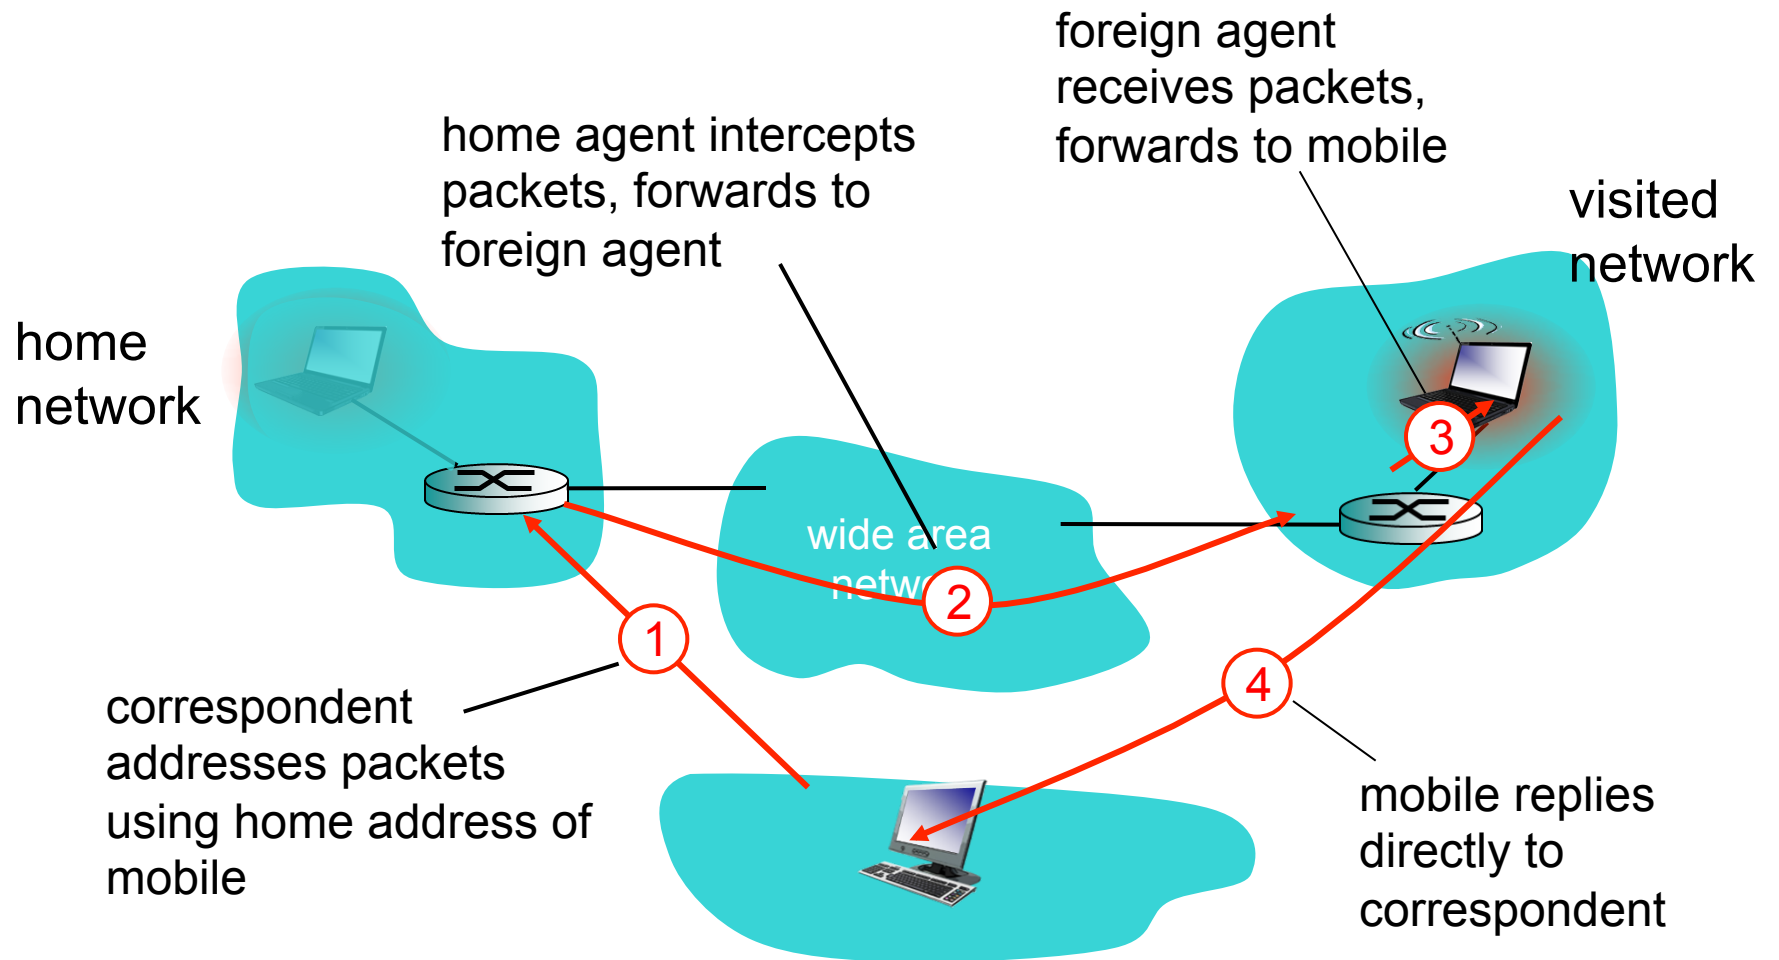 foreign agent
receives packets,
forwards to mobile
home agent intercepts
packets, forwards to
foreign agent
visited
network
home
network
3
wide area
netwo
2
1
4
correspondent
addresses packets
using home address of
mobile
mobile replies
directly to
correspondent